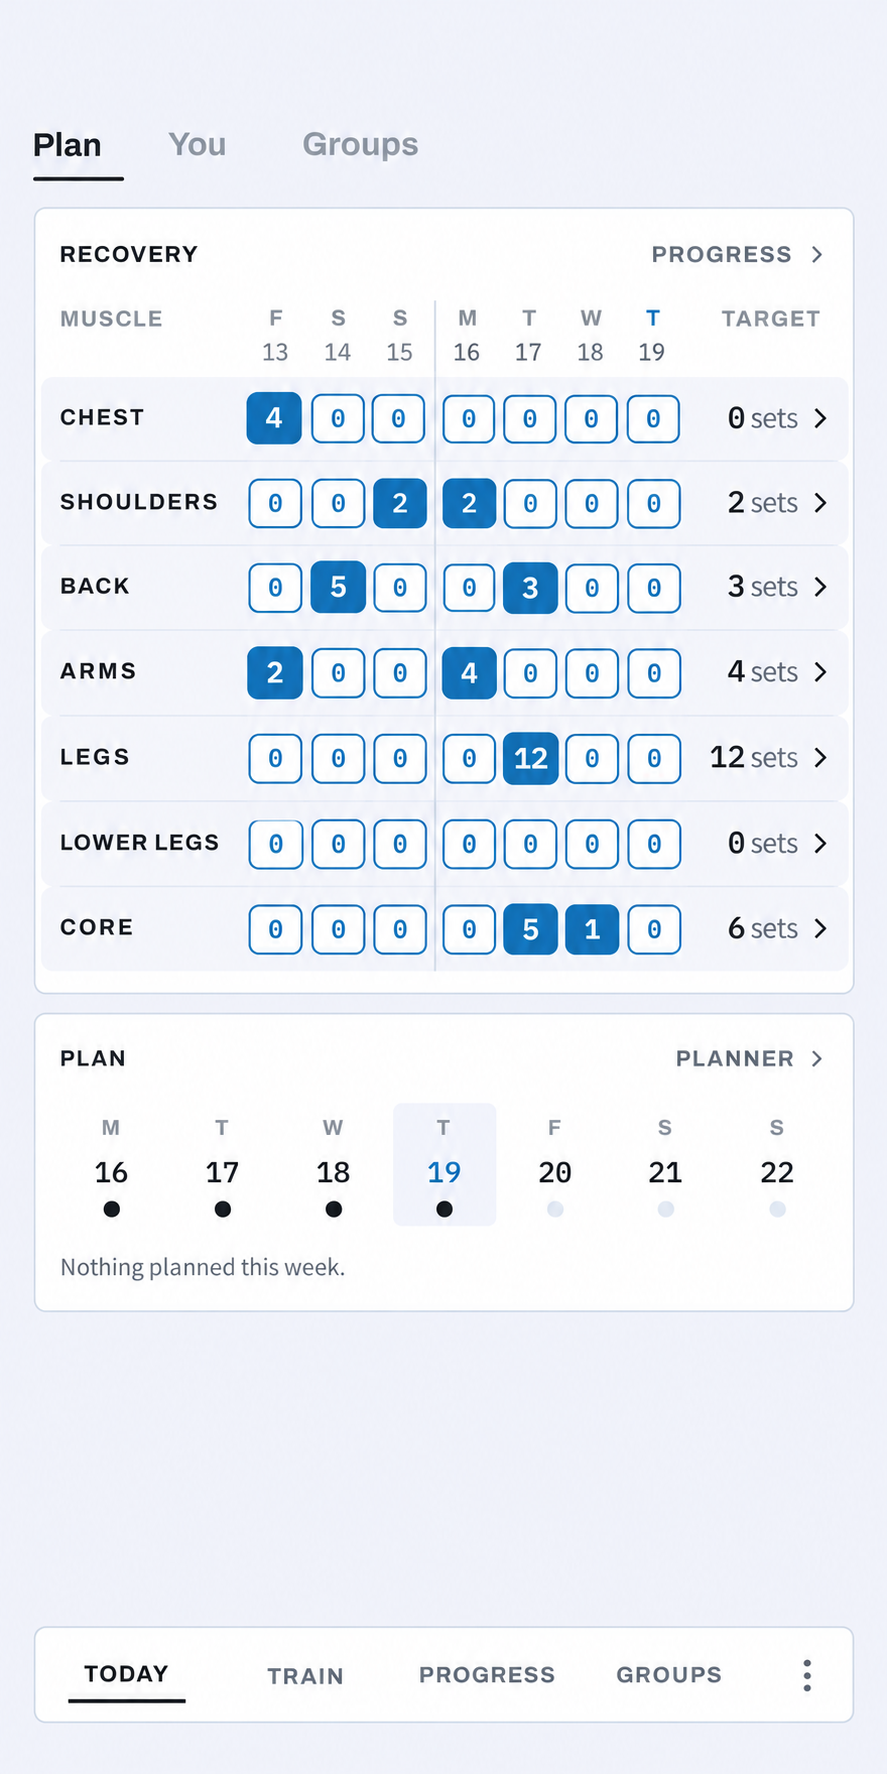 Plan You Groups
RECOVERY PROGRESS >
MUSCLE F S S M T W T TARGET
13 14 15 16 17 18 19
CHEST 4 0 0 0 0 0 0 0 sets >
SHOULDERS 0 0 2 2 0 0 0 2 sets >
BACK 0 5 0 0 3 0 0 3 sets >
ARMS 2 0 0 4 0 0 0 4 sets >
LEGS 0 0 0 0 12 0 0 12 sets >
LOWER LEGS 0 0 0 0 0 0 0 0 sets >
CORE 0 0 0 0 5 1 0 6 sets >
PLAN PLANNER >
M T W T F S S
16 17 18 19 20 21 22
Nothing planned this week.
TODAY TRAIN PROGRESS GROUPS